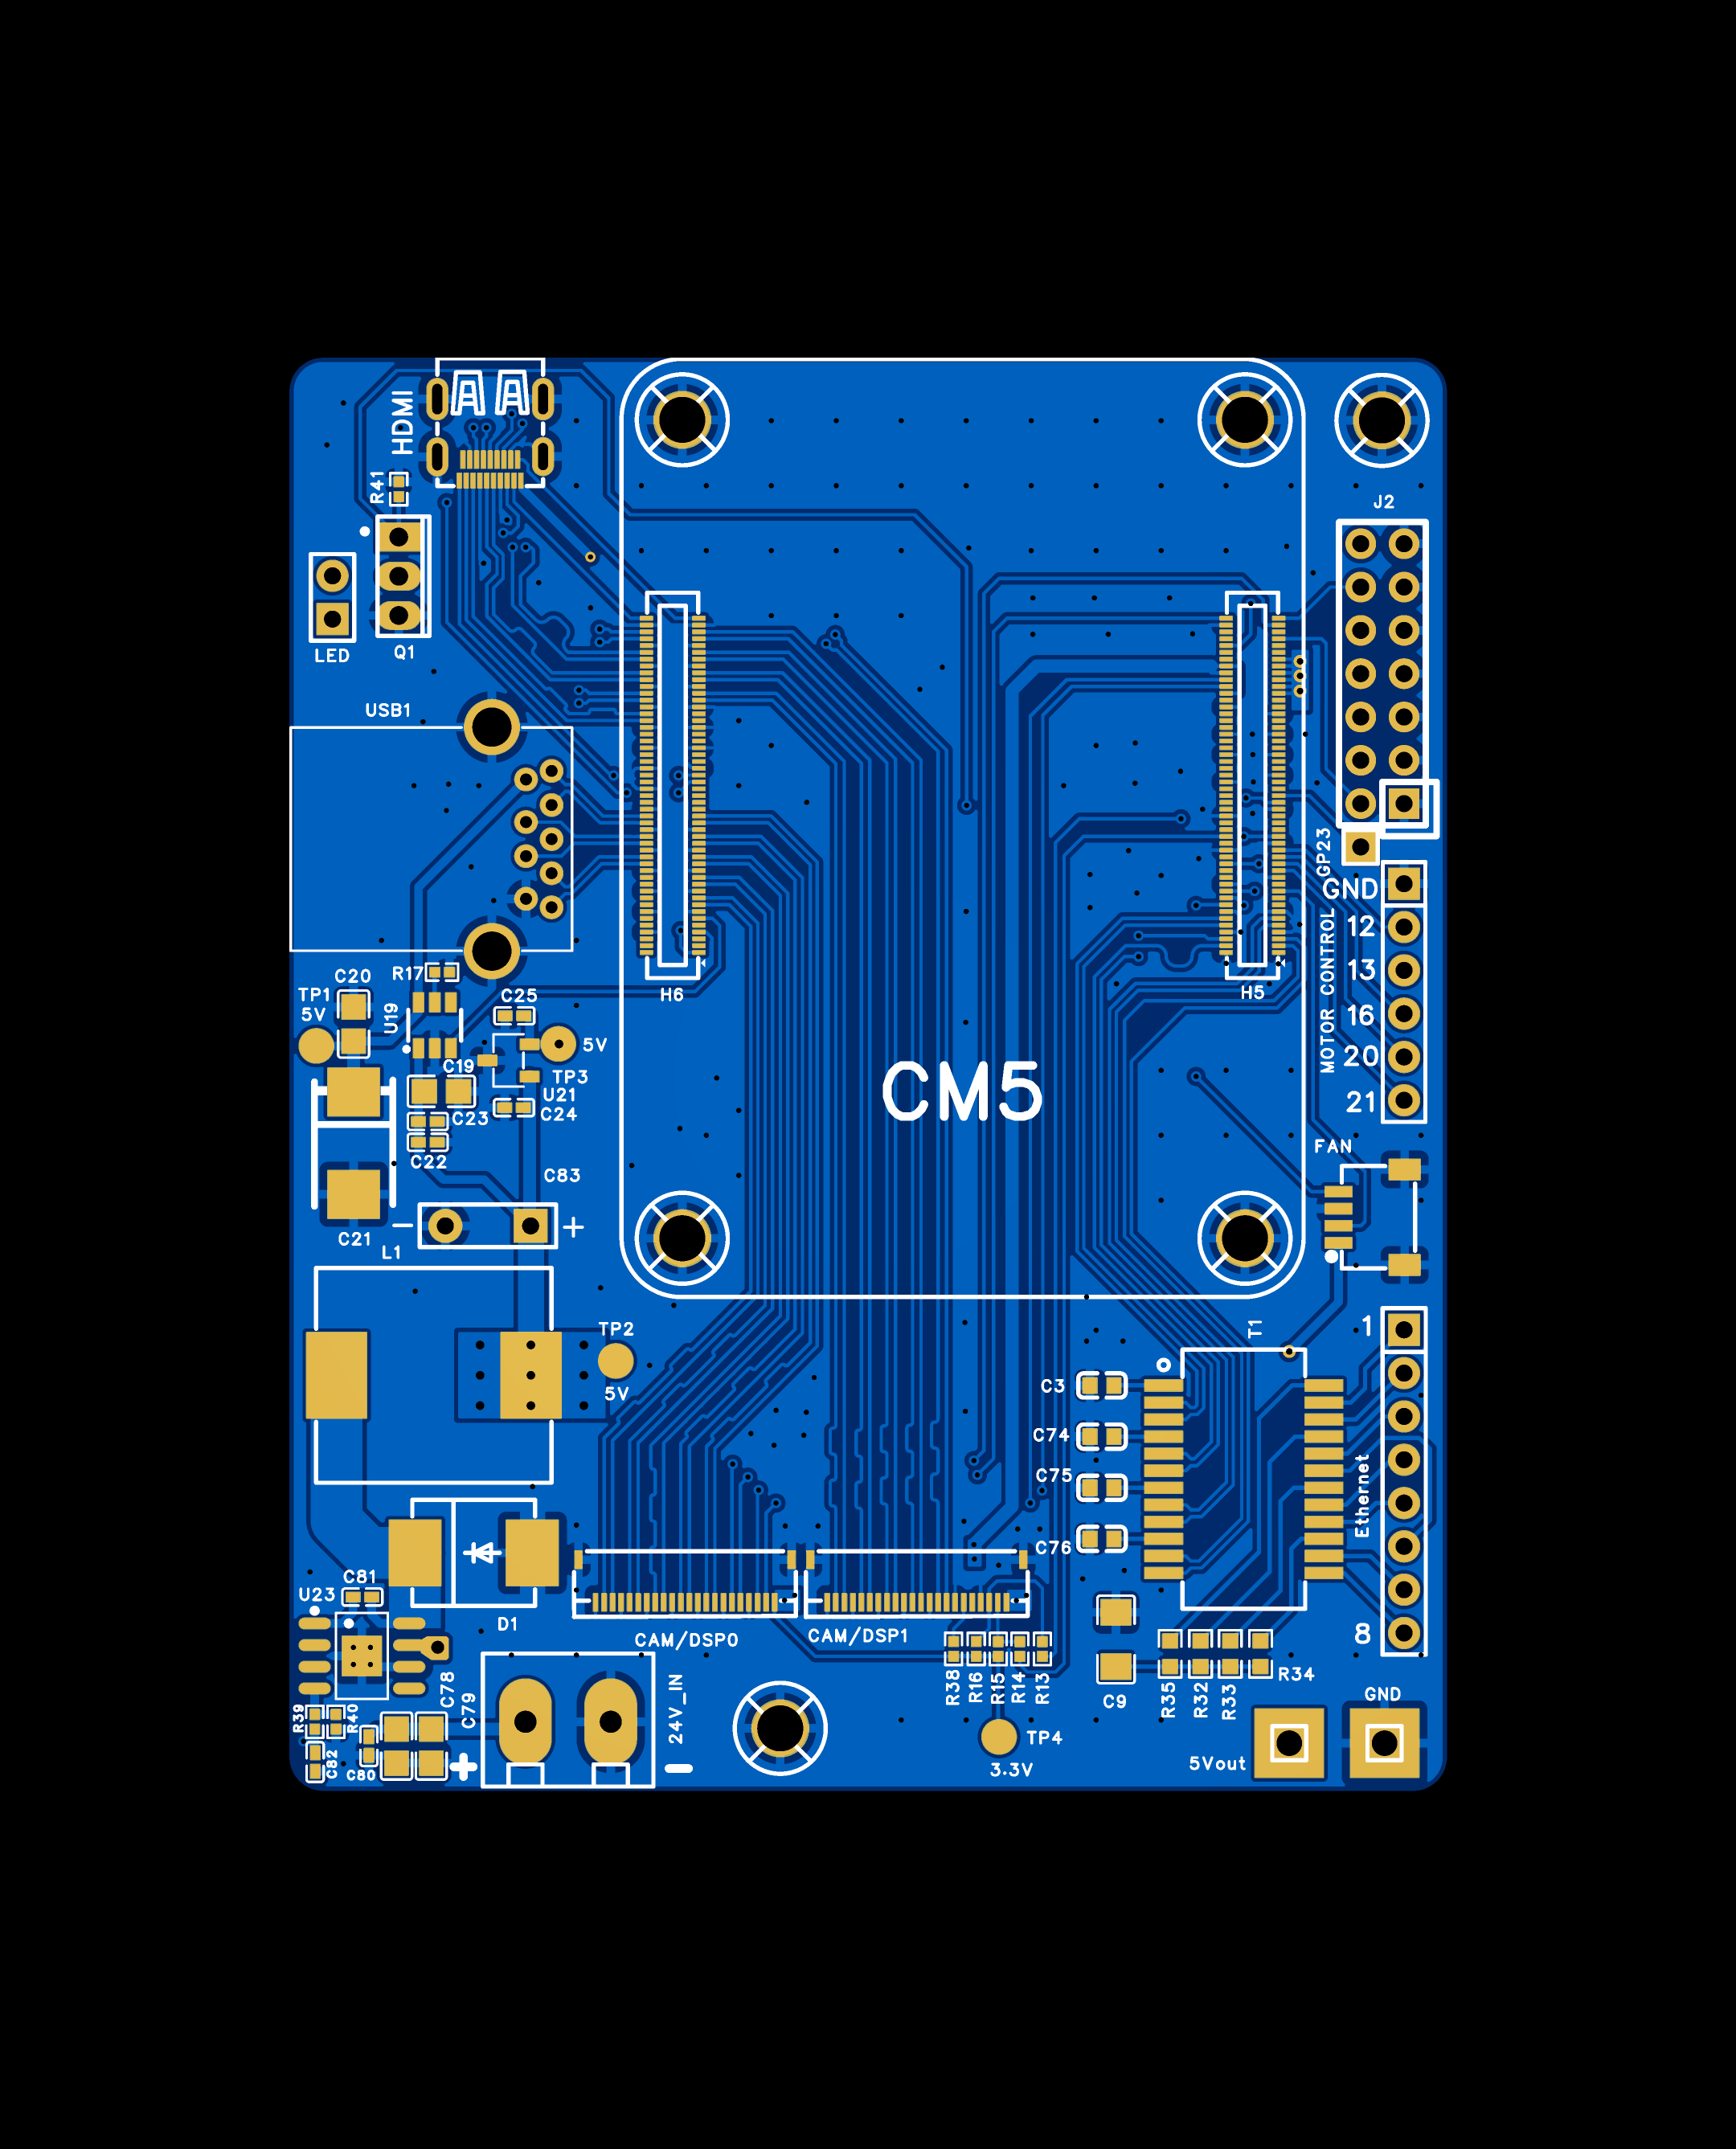 HDMI
R41
J2
LED
Q1
USB1
GP23
GND
12
13
16
20
21
MOTOR CONTROL
R17
C20
TP1
5V
U19
C25
H6
H5
5V
TP3
C19
U21
C24
C23
C22
CM5
FAN
C83
−
+
C21
L1
TP2
5V
T1
1
C3
C74
C75
C76
Ethernet
8
C81
U23
D1
CAM/DSP0
CAM/DSP1
C78
C79
24V_IN
R38
R16
R15
R14
R13
C9
R35
R32
R33
R34
GND
R39
R40
C82
C80
+
−
TP4
3.3V
5Vout